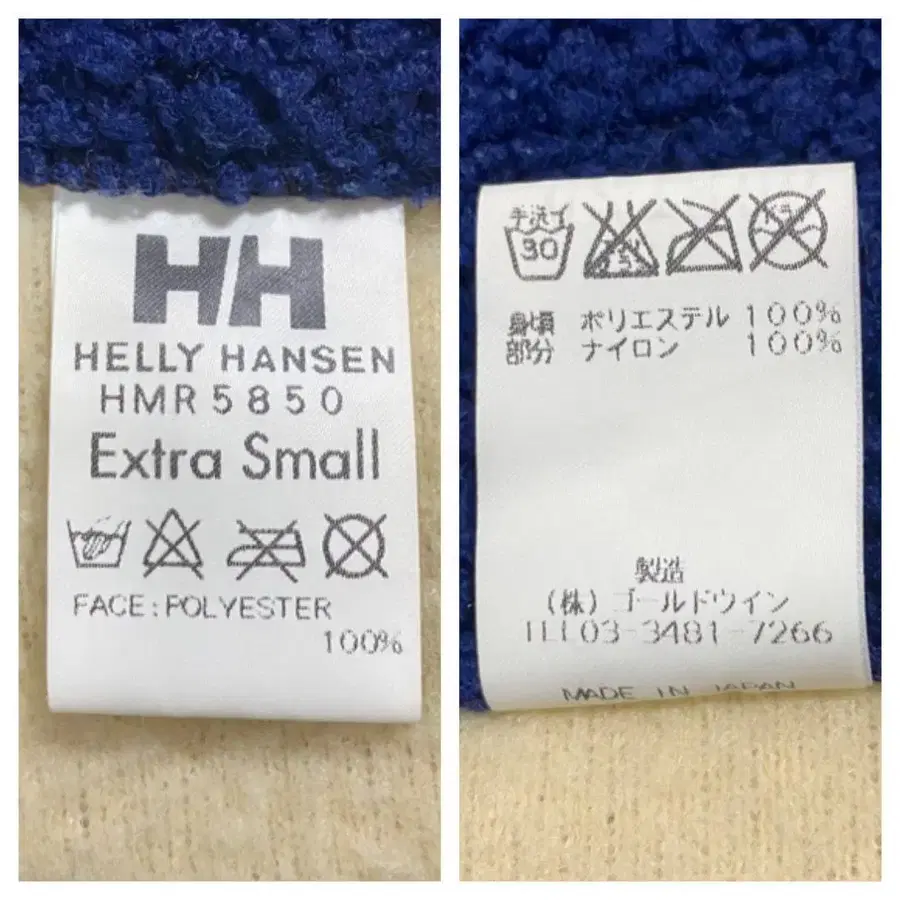 HH
HELLY HANSEN
HMR5850
Extra Small
FACE: POLYESTER
100%
手洗イ
30
身頃 ポリエステル 100%
部分 ナイロン 100%
製造
(株)ゴールドウイン
TEL03-3481-7266
MADE IN JAPAN